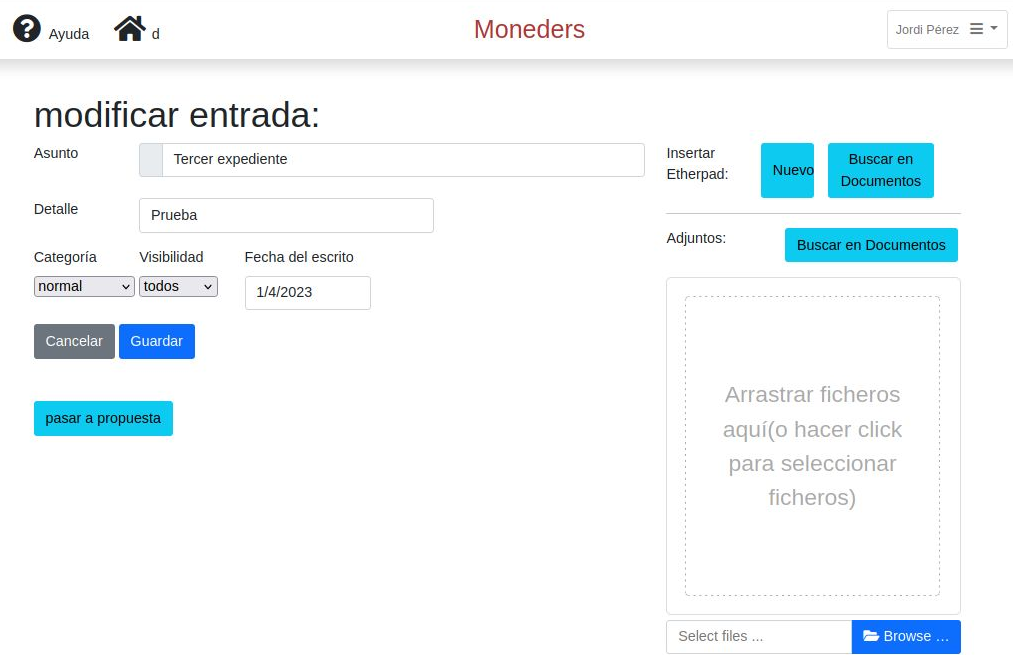 Ayuda
d
Moneders
Jordi Pérez
modificar entrada:
Asunto
Tercer expediente
Detalle
Prueba
Categoría
Visibilidad
Fecha del escrito
normal
todos
1/4/2023
Cancelar
Guardar
pasar a propuesta
Insertar
Etherpad:
Nuevo
Buscar en
Documentos
Adjuntos:
Buscar en Documentos
Arrastrar ficheros
aquí(o hacer click
para seleccionar
ficheros)
Select files ...
Browse …